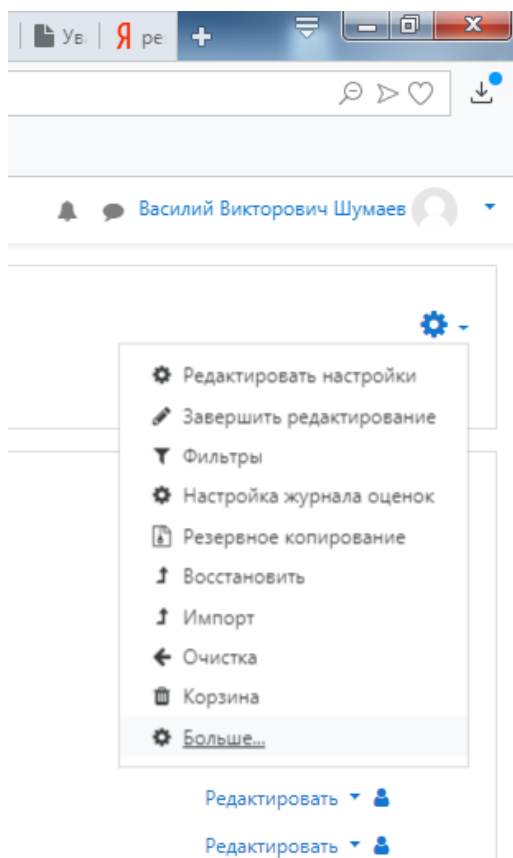 Ув
Я ре
Василий Викторович Шумаев
Редактировать настройки
Завершить редактирование
Фильтры
Настройка журнала оценок
Резервное копирование
Восстановить
Импорт
Очистка
Корзина
Больше...
Редактировать
Редактировать